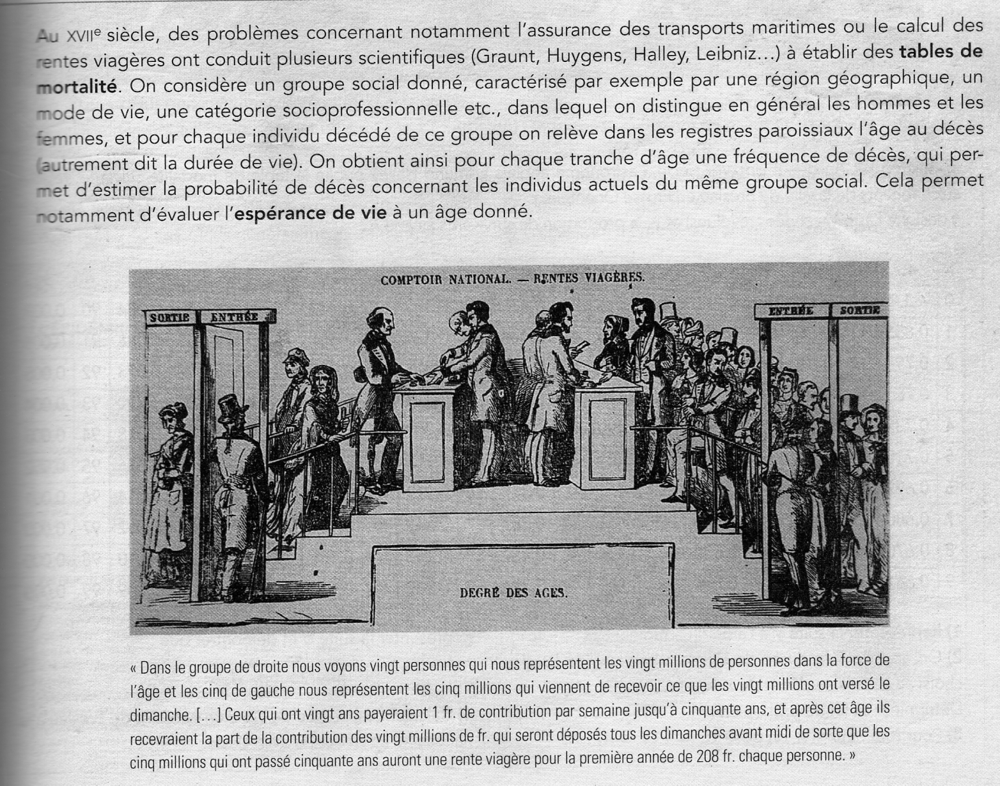 Au XVIIe siècle, des problèmes concernant notamment l'assurance des transports maritimes ou le calcul des
rentes viagères ont conduit plusieurs scientifiques (Graunt, Huygens, Halley, Leibniz...) à établir des tables de
mortalité. On considère un groupe social donné, caractérisé par exemple par une région géographique, un
mode de vie, une catégorie socioprofessionnelle etc., dans lequel on distingue en général les hommes et les
femmes, et pour chaque individu décédé de ce groupe on relève dans les registres paroissiaux l'âge au décès
(autrement dit la durée de vie). On obtient ainsi pour chaque tranche d'âge une fréquence de décès, qui per-
met d'estimer la probabilité de décès concernant les individus actuels du même groupe social. Cela permet
notamment d'évaluer l'espérance de vie à un âge donné.
COMPTOIR NATIONAL. — RENTES VIAGÈRES.
SORTIE ENTRÉE
ENTRÉE SORTIE
DEGRÉ DES AGES.
« Dans le groupe de droite nous voyons vingt personnes qui nous représentent les vingt millions de personnes dans la force de
l'âge et les cinq de gauche nous représentent les cinq millions qui viennent de recevoir ce que les vingt millions ont versé le
dimanche. [...] Ceux qui ont vingt ans payeraient 1 fr. de contribution par semaine jusqu'à cinquante ans, et après cet âge ils
recevraient la part de la contribution des vingt millions de fr. qui seront déposés tous les dimanches avant midi de sorte que les
cinq millions qui ont passé cinquante ans auront une rente viagère pour la première année de 208 fr. chaque personne. »